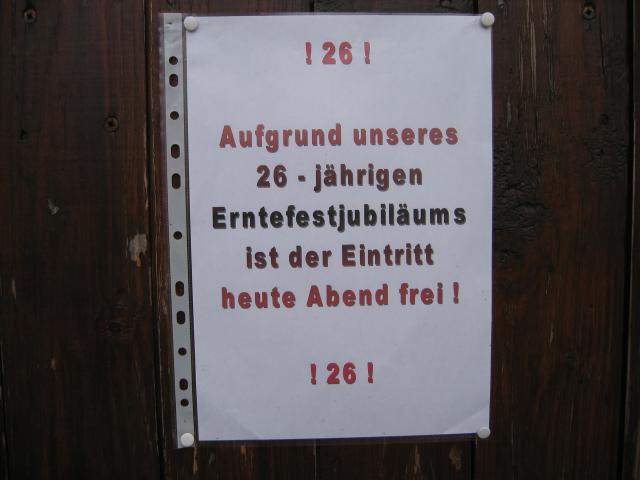 ! 26 !
Aufgrund unseres
26 - jährigen
Erntefestjubiläums
ist der Eintritt
heute Abend frei !
! 26 !